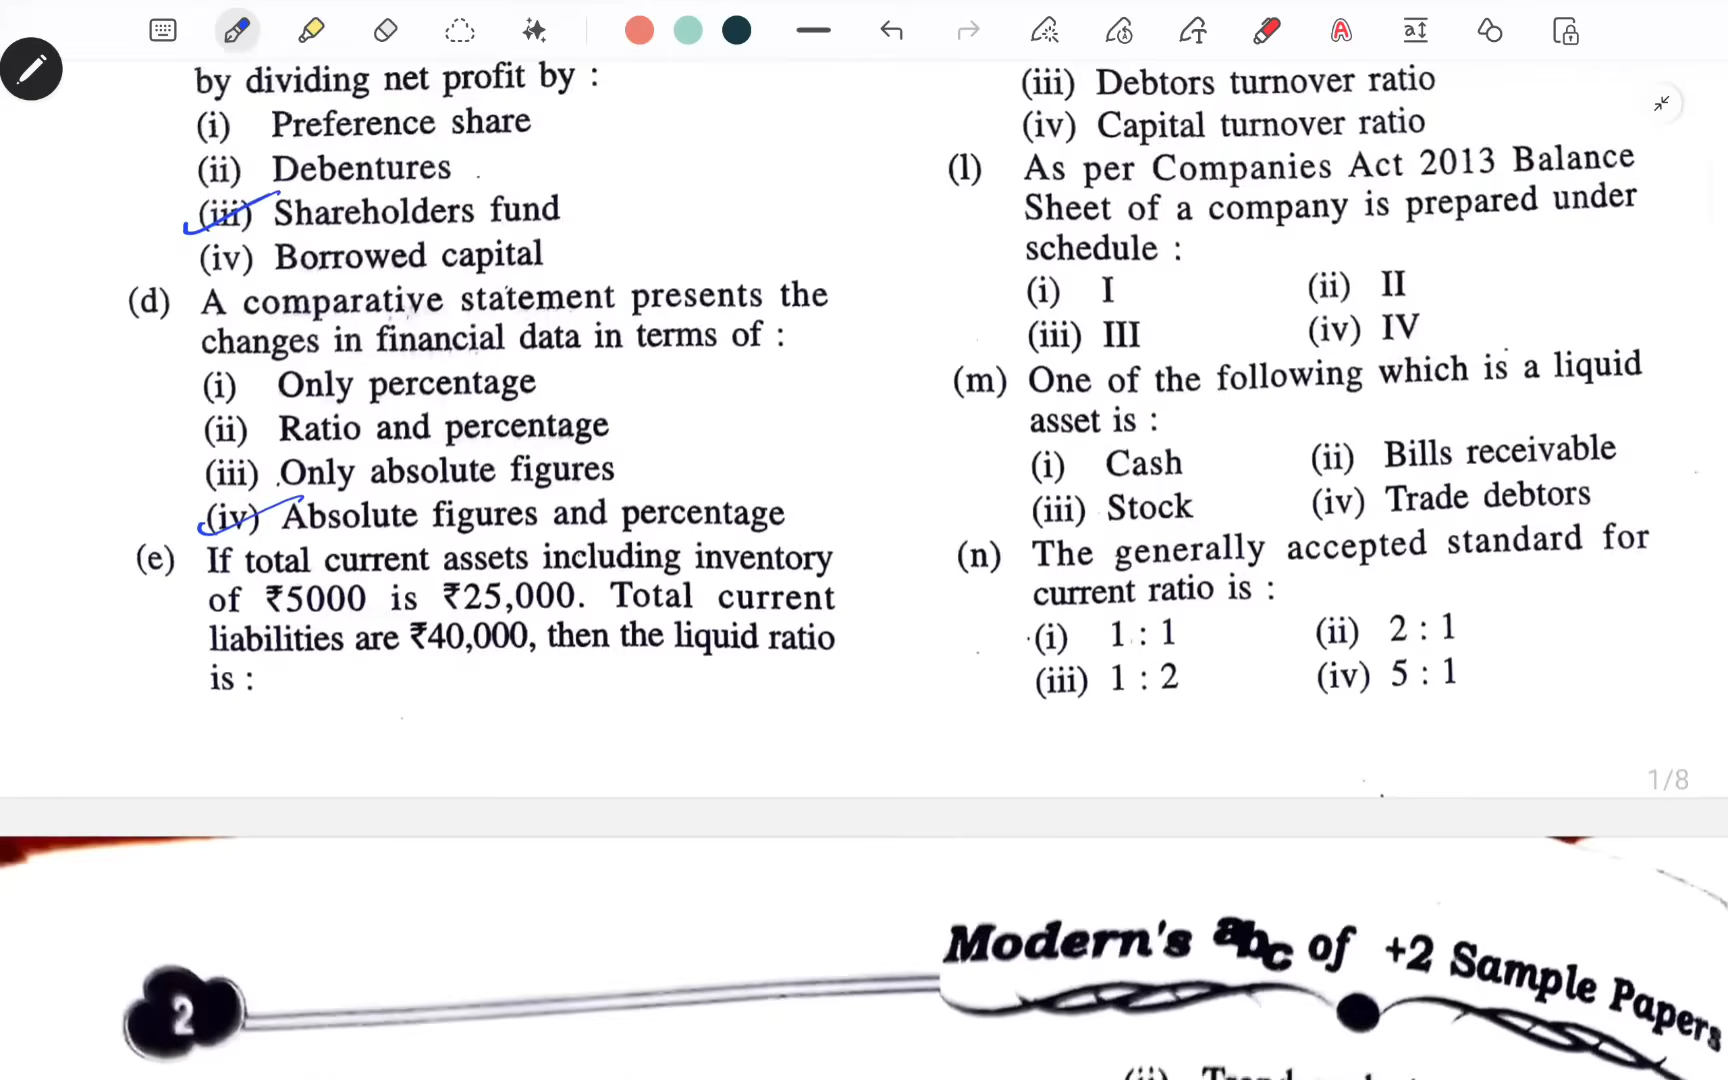 by dividing net profit by :
(i) Preference share
(ii) Debentures
(iii) Shareholders fund
(iv) Borrowed capital
(d) A comparative statement presents the
changes in financial data in terms of :
(i) Only percentage
(ii) Ratio and percentage
(iii) Only absolute figures
(iv) Absolute figures and percentage
(e) If total current assets including inventory
of ₹5000 is ₹25,000. Total current
liabilities are ₹40,000, then the liquid ratio
is :
(iii) Debtors turnover ratio
(iv) Capital turnover ratio
(l) As per Companies Act 2013 Balance
Sheet of a company is prepared under
schedule :
(i) I (ii) II
(iii) III (iv) IV
(m) One of the following which is a liquid
asset is :
(i) Cash (ii) Bills receivable
(iii) Stock (iv) Trade debtors
(n) The generally accepted standard for
current ratio is :
(i) 1 : 1 (ii) 2 : 1
(iii) 1 : 2 (iv) 5 : 1
1/8
2
Modern's abc of +2 Sample Papers
(ii)